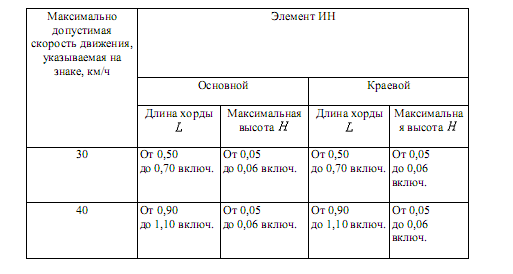 Максимально
допустимая
скорость движения,
указываемая на
знаке, км/ч
Элемент ИН
Основной
Краевой
Длина хорды
L
Максимальная
высота H
Длина хорды
L
Максимальна
я высота H
30
От 0,50
до 0,70 включ.
От 0,05
до 0,06 включ.
От 0,50
до 0,70 включ.
От 0,05
до 0,06
включ.
40
От 0,90
до 1,10 включ.
От 0,05
до 0,06 включ.
От 0,90
до 1,10 включ.
От 0,05
до 0,06
включ.